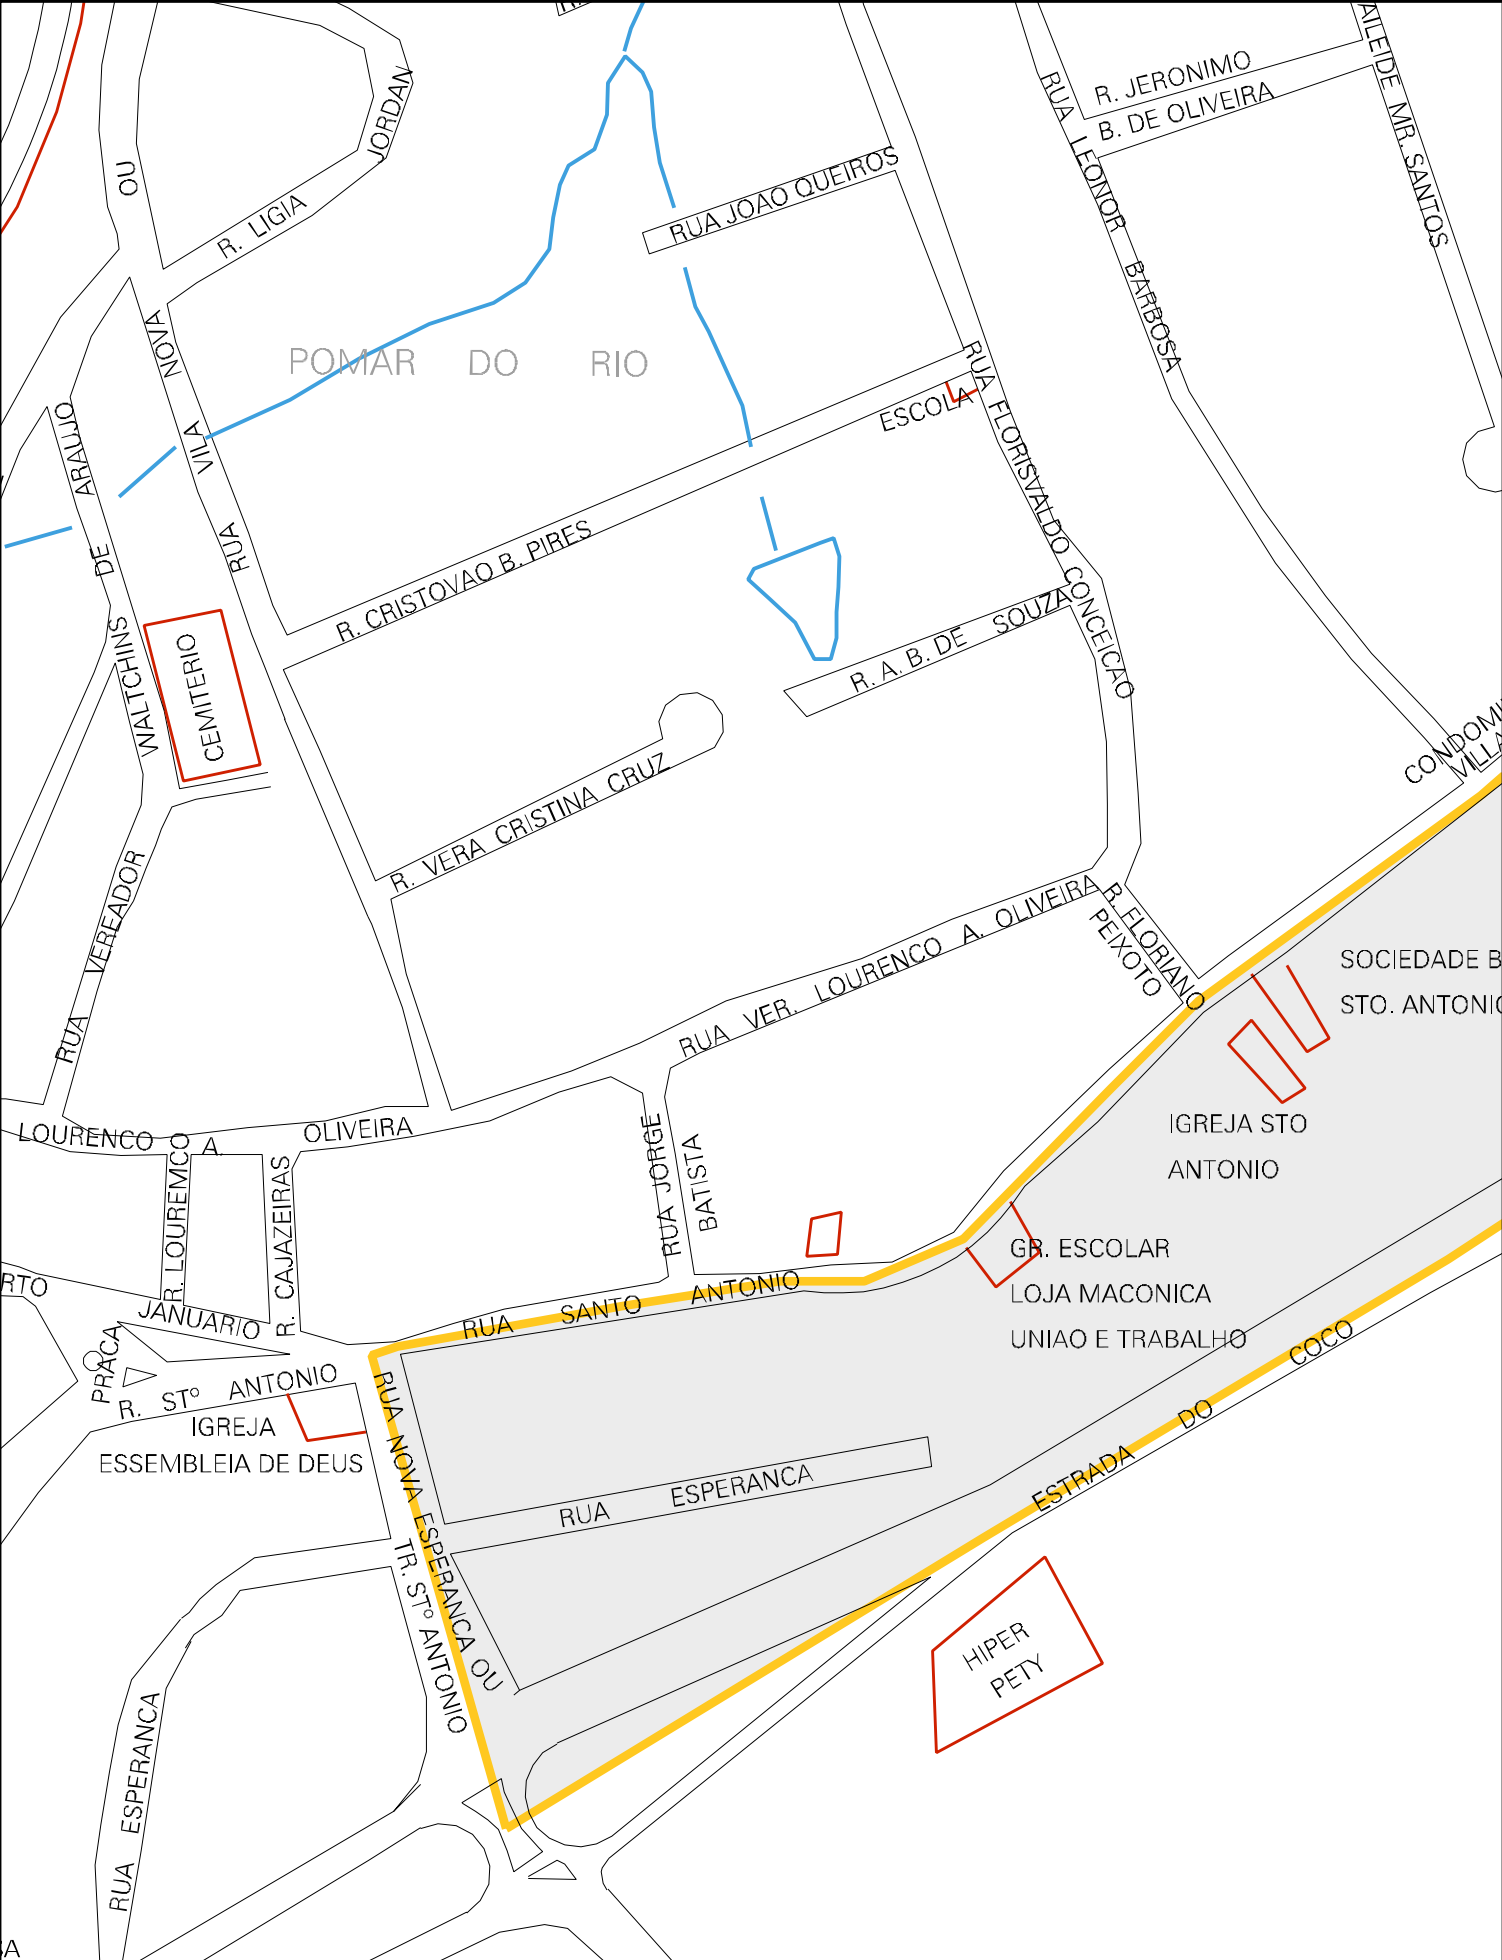 R. JERONIMO
B. DE OLIVEIRA
AILEIDE MR. SANTOS
RUA LEONOR BARBOSA
JORDAN
R. LIGIA
OU
RUA JOAO QUEIROS
RUA VILA NOVA
POMAR DO RIO
ESCOLA
RUA FLORISVALDO CONCEICAO
RUA VEREADOR WALTCHINS DE ARAUJO
R. CRISTOVAO B. PIRES
R. A. B. DE SOUZA
CEMITERIO
R. VERA CRISTINA CRUZ
VILLA
R. FLORIANO
PEIXOTO
RUA VER. LOURENCO A. OLIVEIRA
SOCIEDADE B
STO. ANTONIO
LOURENCO A. OLIVEIRA
R. LOUREMCO
R. CAJAZEIRAS
RUA JORGE
BATISTA
IGREJA STO
ANTONIO
GR. ESCOLAR
LOJA MACONICA
UNIAO E TRABALHO
RTO
JANUARIO
PRACA
RUA SANTO ANTONIO
R. STº ANTONIO
IGREJA
ESSEMBLEIA DE DEUS
RUA NOVA ESPERANCA OU
TR. STº ANTONIO
RUA ESPERANCA
ESTRADA DO COCO
HIPER
PETY
RUA ESPERANCA